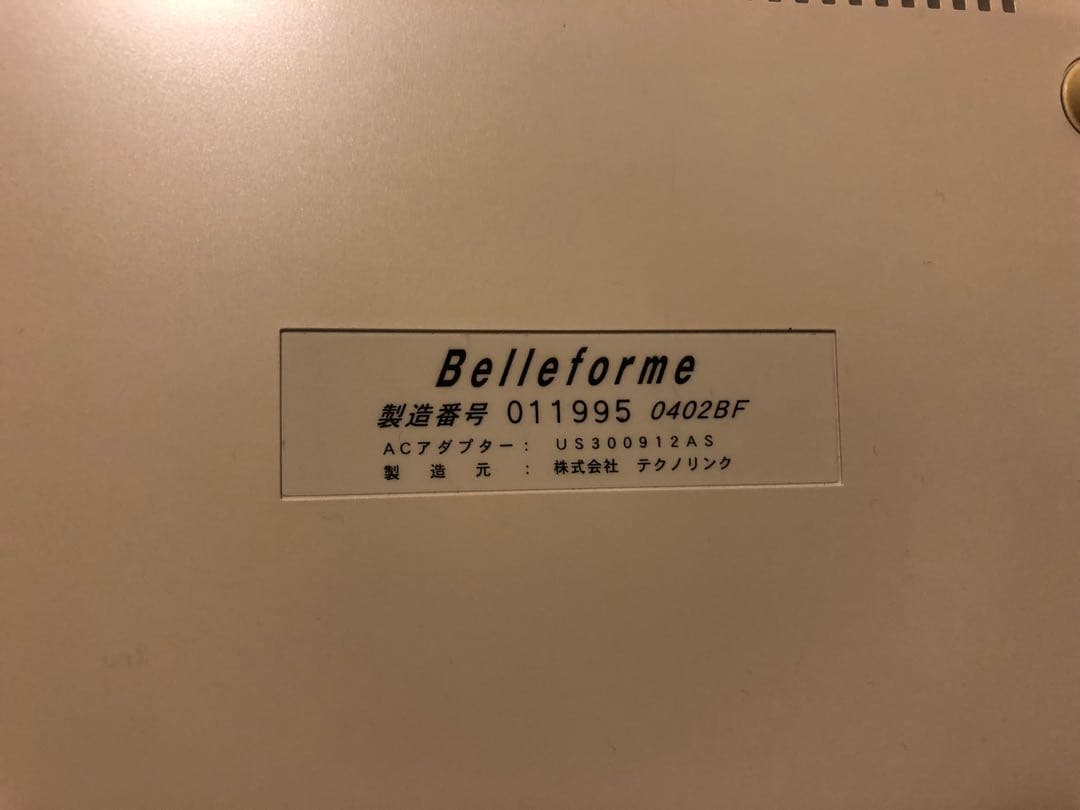 Belleforme
製造番号 011995 0402BF
ACアダプター: US300912AS
製造元: 株式会社 テクノリンク